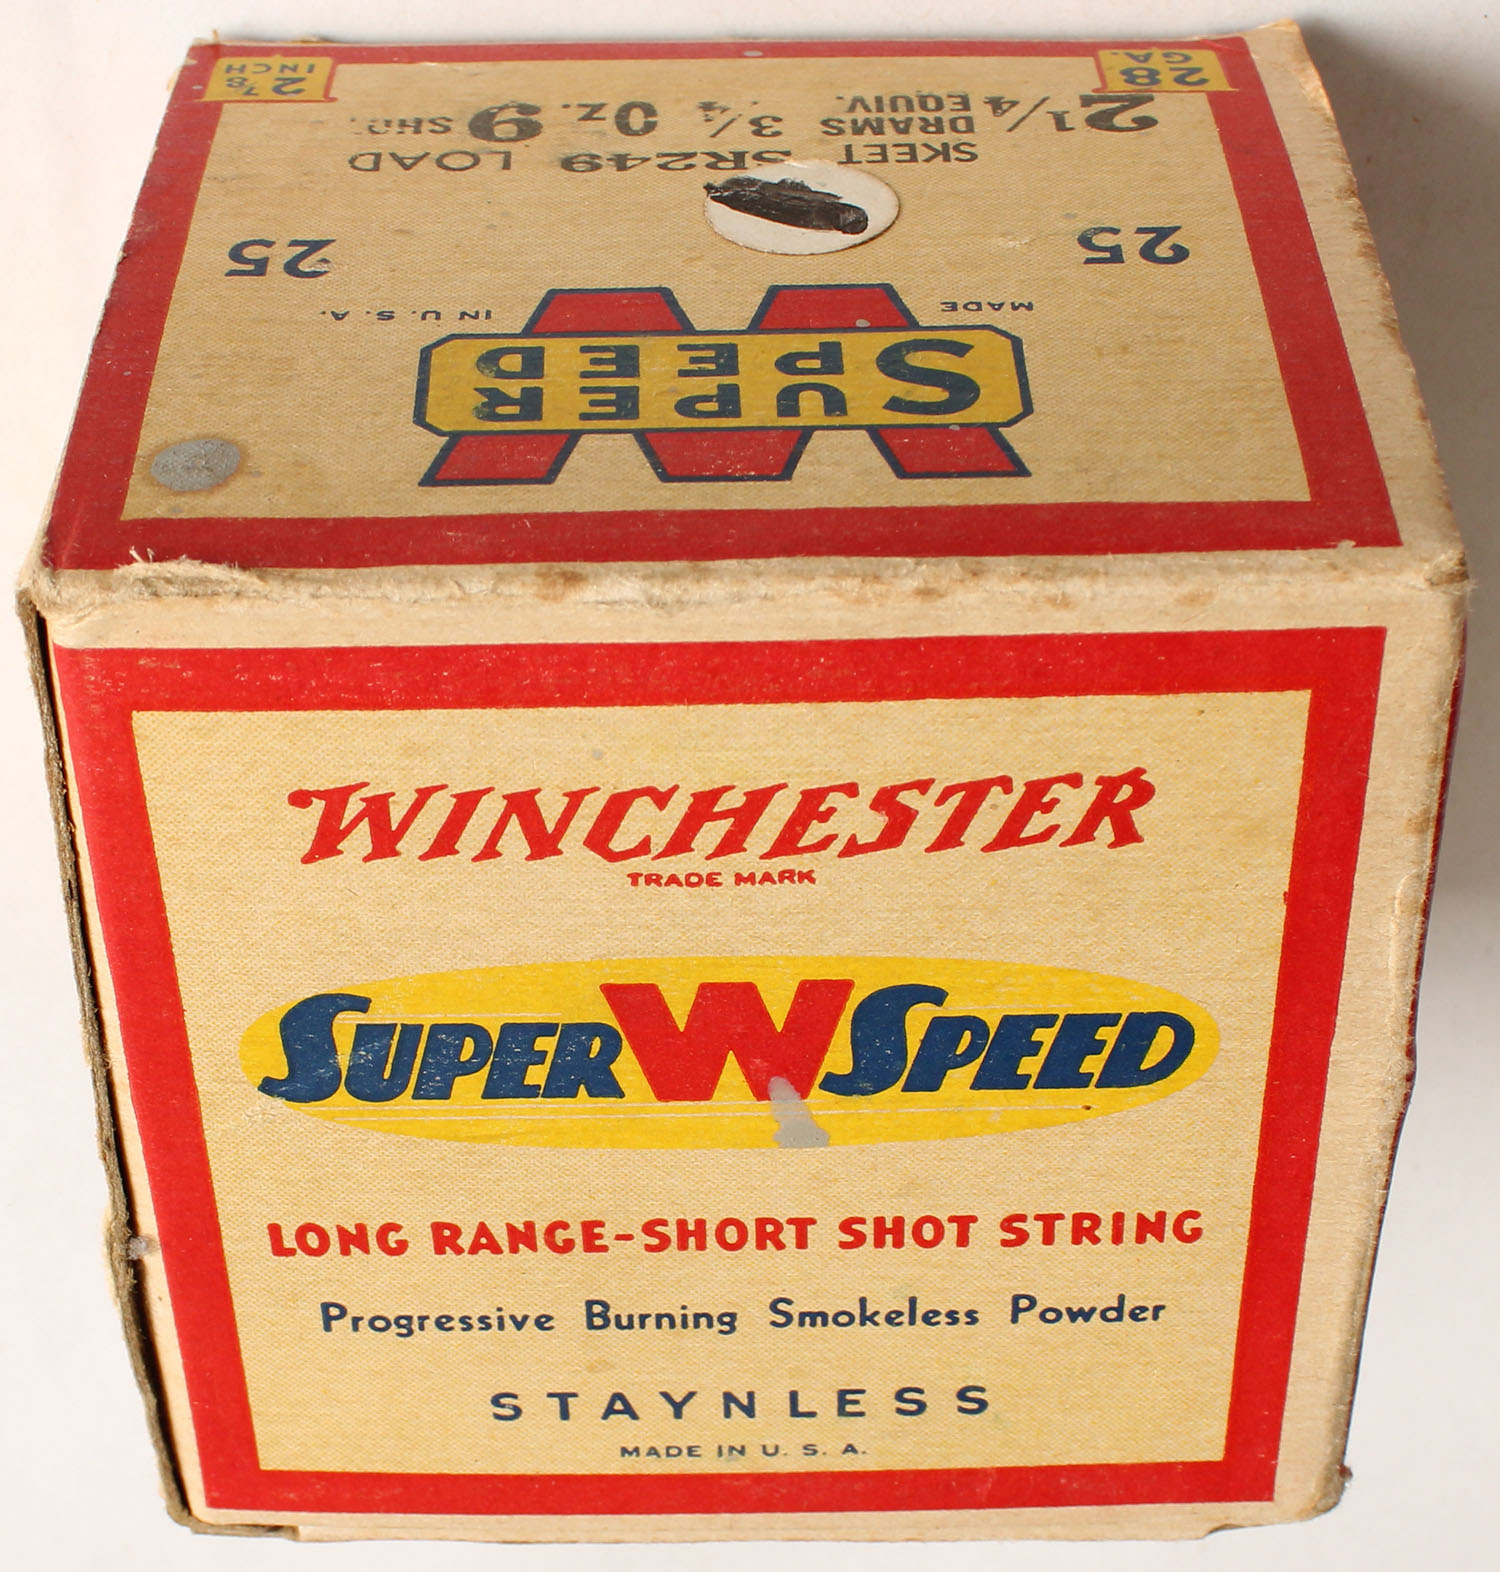 28 GA.
2 7/8 INCH
2 1/4 DRAMS EQUIV. 3/4 OZ. 9
SKEET SR249 LOAD
25 25
MADE IN U. S. A.
SUPER
SPEED
WINCHESTER
TRADE MARK
SUPER W SPEED
LONG RANGE-SHORT SHOT STRING
Progressive Burning Smokeless Powder
STAYNLESS
MADE IN U. S. A.